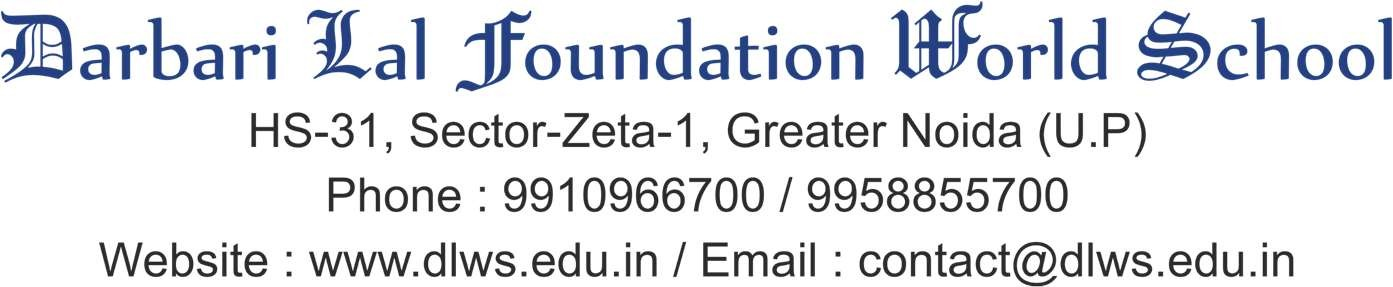 Darbari Lal Foundation World School
HS-31, Sector-Zeta-1, Greater Noida (U.P)
Phone : 9910966700 / 9958855700
Website : www.dlws.edu.in / Email : contact@dlws.edu.in